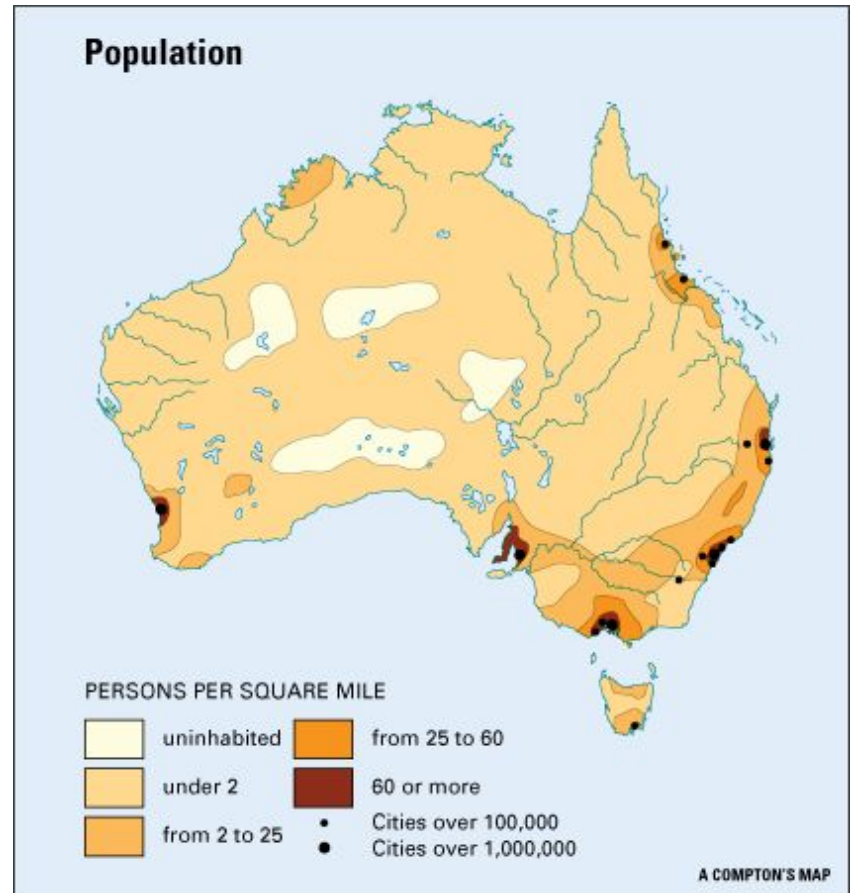 Population
PERSONS PER SQUARE MILE
uninhabited
under 2
from 2 to 25
from 25 to 60
60 or more
Cities over 100,000
Cities over 1,000,000
A COMPTON'S MAP